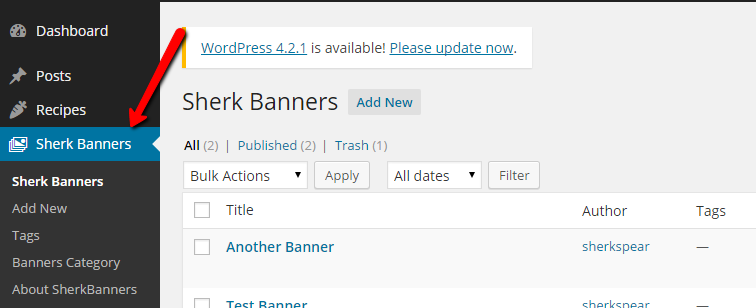 Dashboard
Posts
Recipes
Sherk Banners
Sherk Banners
Add New
Tags
Banners Category
About SherkBanners
WordPress 4.2.1 is available! Please update now.
Sherk Banners Add New
All (2) | Published (2) | Trash (1)
Bulk Actions Apply All dates Filter
Title Author Tags
Another Banner sherkspear —
Test Banner sherkspear —